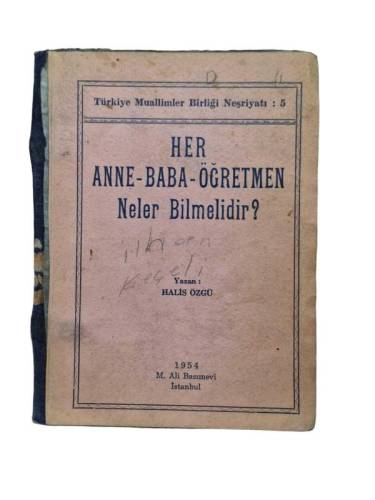 Türkiye Muallimler Birliği Neşriyatı : 5
HER
ANNE-BABA-ÖĞRETMEN
Neler Bilmelidir?
Yazan :
HALİS ÖZGÜ
1954
M. Ali Basımevi
İstanbul